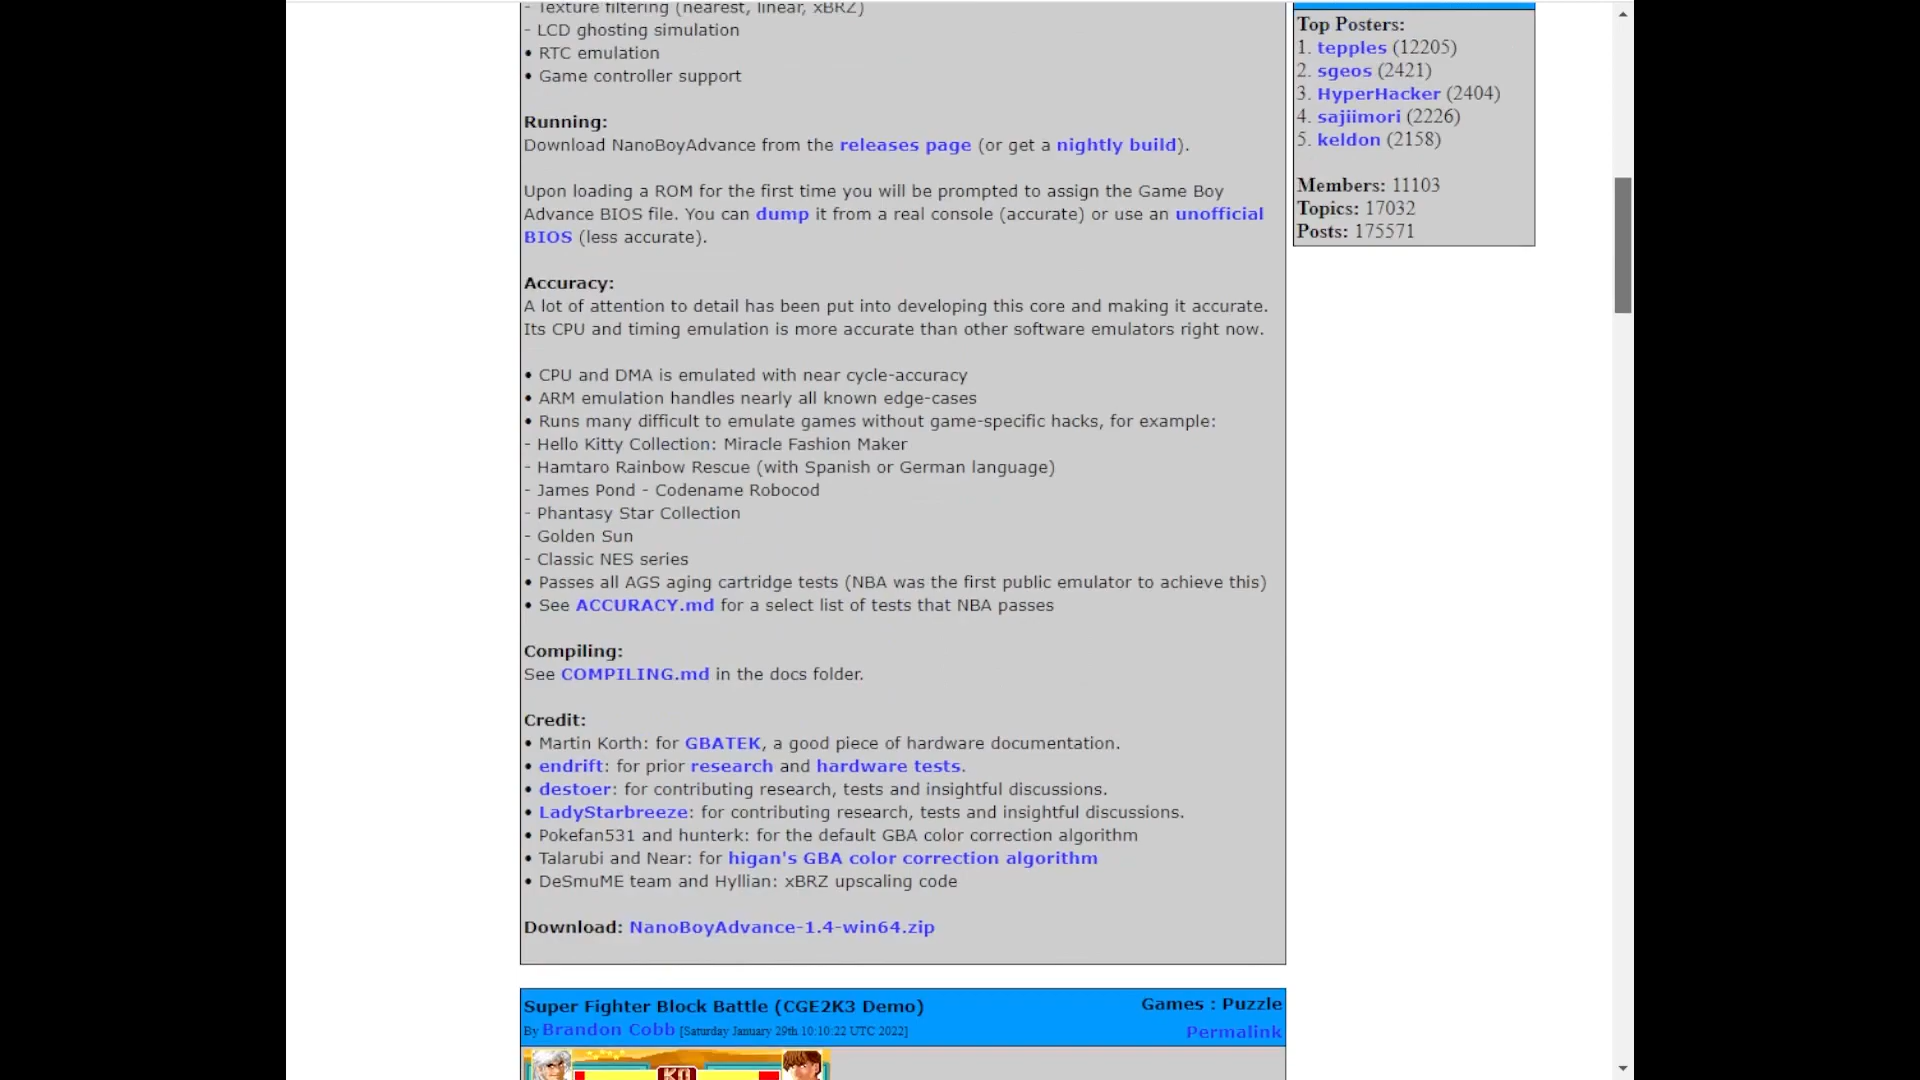 - Texture filtering (nearest, linear, xBRZ)
- LCD ghosting simulation
• RTC emulation
• Game controller support
Running:
Download NanoBoyAdvance from the releases page (or get a nightly build).
Upon loading a ROM for the first time you will be prompted to assign the Game Boy
Advance BIOS file. You can dump it from a real console (accurate) or use an unofficial
BIOS (less accurate).
Accuracy:
A lot of attention to detail has been put into developing this core and making it accurate.
Its CPU and timing emulation is more accurate than other software emulators right now.
• CPU and DMA is emulated with near cycle-accuracy
• ARM emulation handles nearly all known edge-cases
• Runs many difficult to emulate games without game-specific hacks, for example:
- Hello Kitty Collection: Miracle Fashion Maker
- Hamtaro Rainbow Rescue (with Spanish or German language)
- James Pond - Codename Robocod
- Phantasy Star Collection
- Golden Sun
- Classic NES series
• Passes all AGS aging cartridge tests (NBA was the first public emulator to achieve this)
• See ACCURACY.md for a select list of tests that NBA passes
Compiling:
See COMPILING.md in the docs folder.
Credit:
• Martin Korth: for GBATEK, a good piece of hardware documentation.
• endrift: for prior research and hardware tests.
• destoer: for contributing research, tests and insightful discussions.
• LadyStarbreeze: for contributing research, tests and insightful discussions.
• Pokefan531 and hunterk: for the default GBA color correction algorithm
• Talarubi and Near: for higan's GBA color correction algorithm
• DeSmuME team and Hyllian: xBRZ upscaling code
Download: NanoBoyAdvance-1.4-win64.zip
Super Fighter Block Battle (CGE2K3 Demo)
Games : Puzzle
By Brandon Cobb [Saturday January 29th 10:10:22 UTC 2022]
Permalink
KO
Top Posters:
1. tepples (12205)
2. sgeos (2421)
3. HyperHacker (2404)
4. sajiimori (2226)
5. keldon (2158)
Members: 11103
Topics: 17032
Posts: 175571